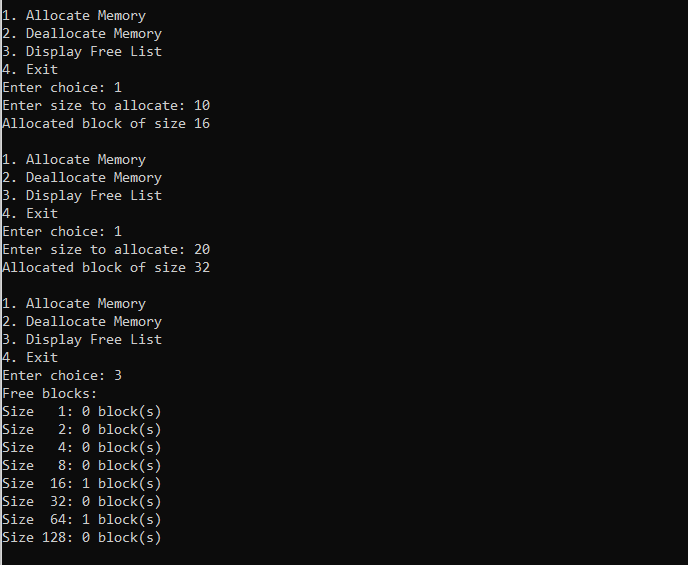 1. Allocate Memory
2. Deallocate Memory
3. Display Free List
4. Exit
Enter choice: 1
Enter size to allocate: 10
Allocated block of size 16

1. Allocate Memory
2. Deallocate Memory
3. Display Free List
4. Exit
Enter choice: 1
Enter size to allocate: 20
Allocated block of size 32

1. Allocate Memory
2. Deallocate Memory
3. Display Free List
4. Exit
Enter choice: 3
Free blocks:
Size   1: 0 block(s)
Size   2: 0 block(s)
Size   4: 0 block(s)
Size   8: 0 block(s)
Size  16: 1 block(s)
Size  32: 0 block(s)
Size  64: 1 block(s)
Size 128: 0 block(s)